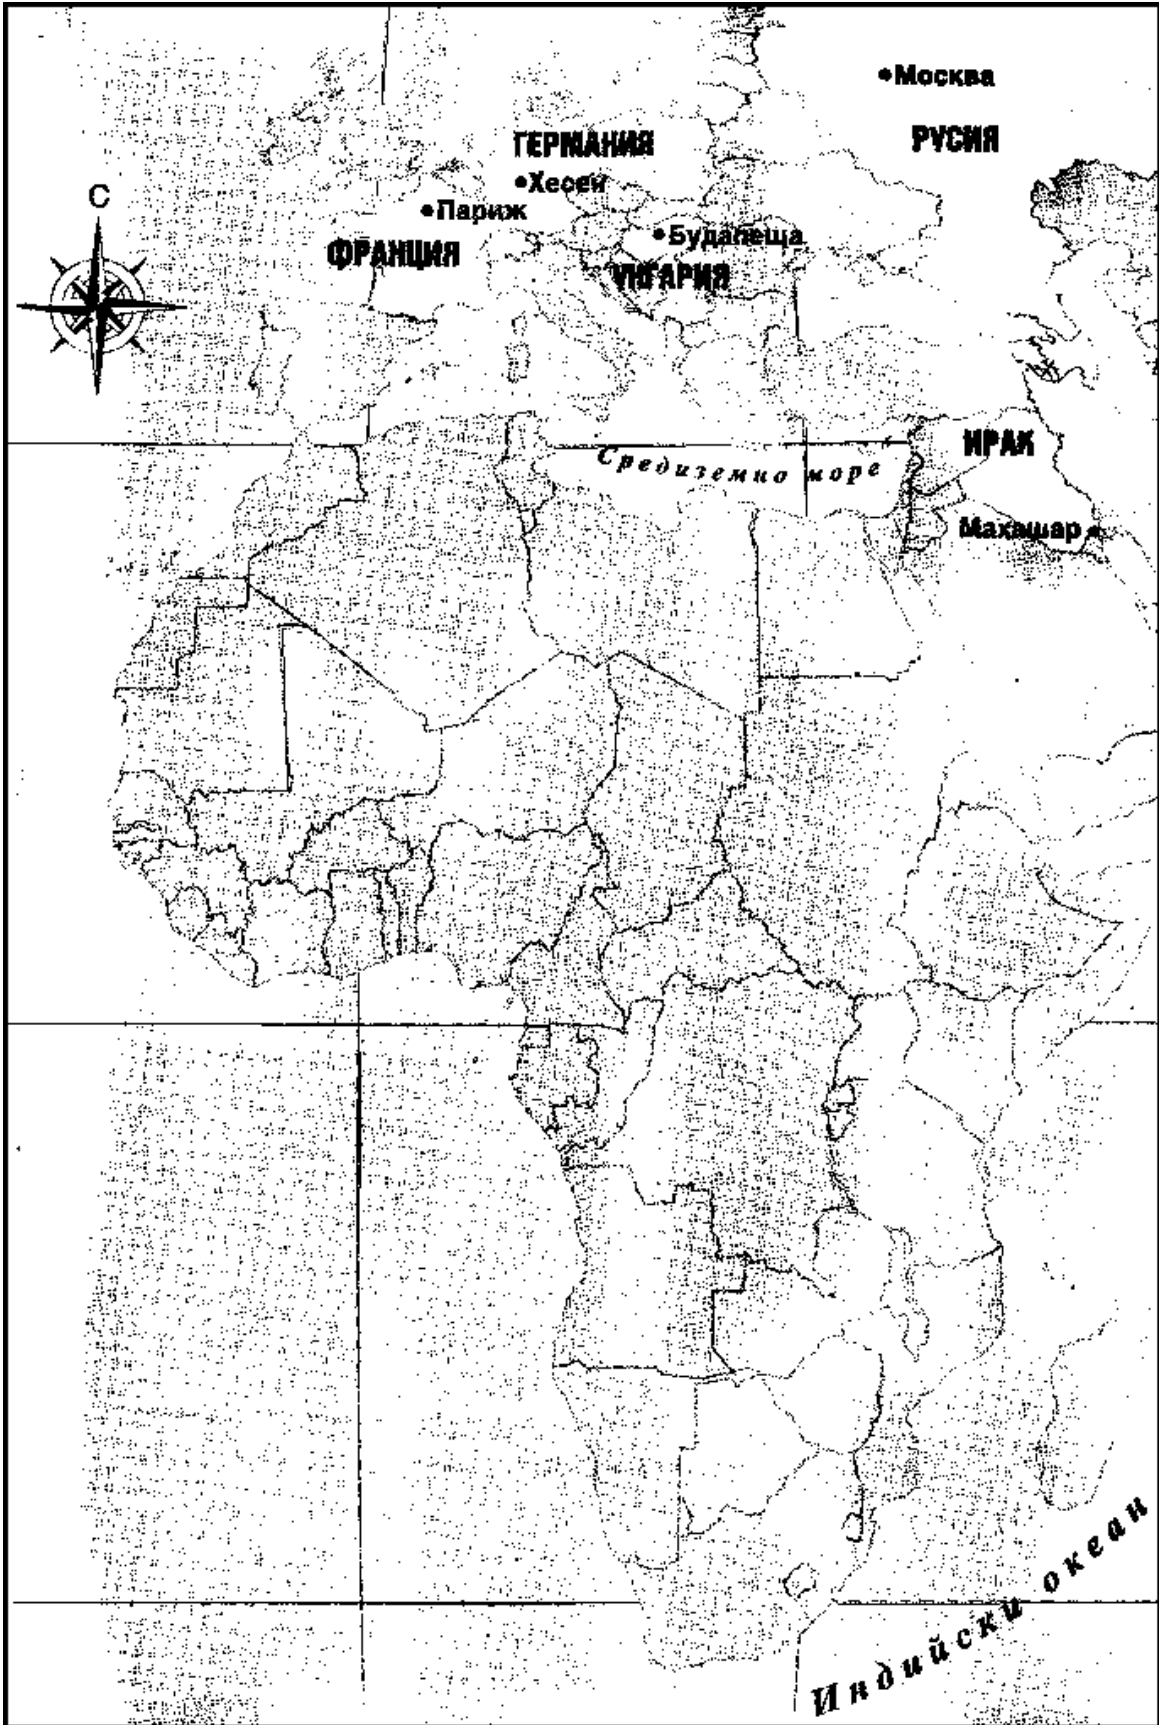 Москва
РУСИЯ
ГЕРМАНИЯ
Хесен
С
Париж
ФРАНЦИЯ
Будапеща
УНГАРИЯ
ИРАК
Средиземно море
Махашар
Индийски океан